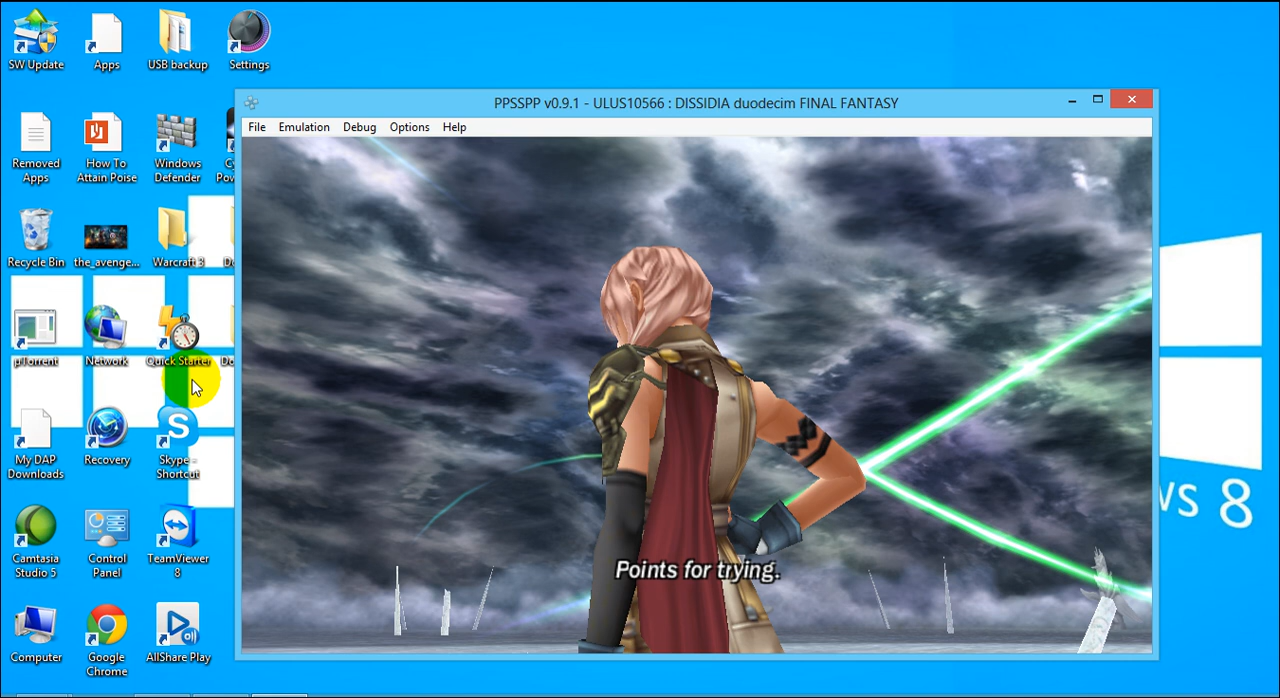 SW Update
Apps
USB backup
Settings
PPSSPP v0.9.1 - ULUS10566 : DISSIDIA duodecim FINAL FANTASY
File Emulation Debug Options Help
Removed
Apps
How To
Attain Poise
Windows
Defender
Recycle Bin
the_avenge...
Warcraft 3
µTorrent
Network
Quick Starter
My DAP
Downloads
Recovery
S
Skype -
Shortcut
ws 8
Camtasia
Studio 5
Control
Panel
TeamViewer
8
Points for trying.
Computer
Google
Chrome
AllShare Play